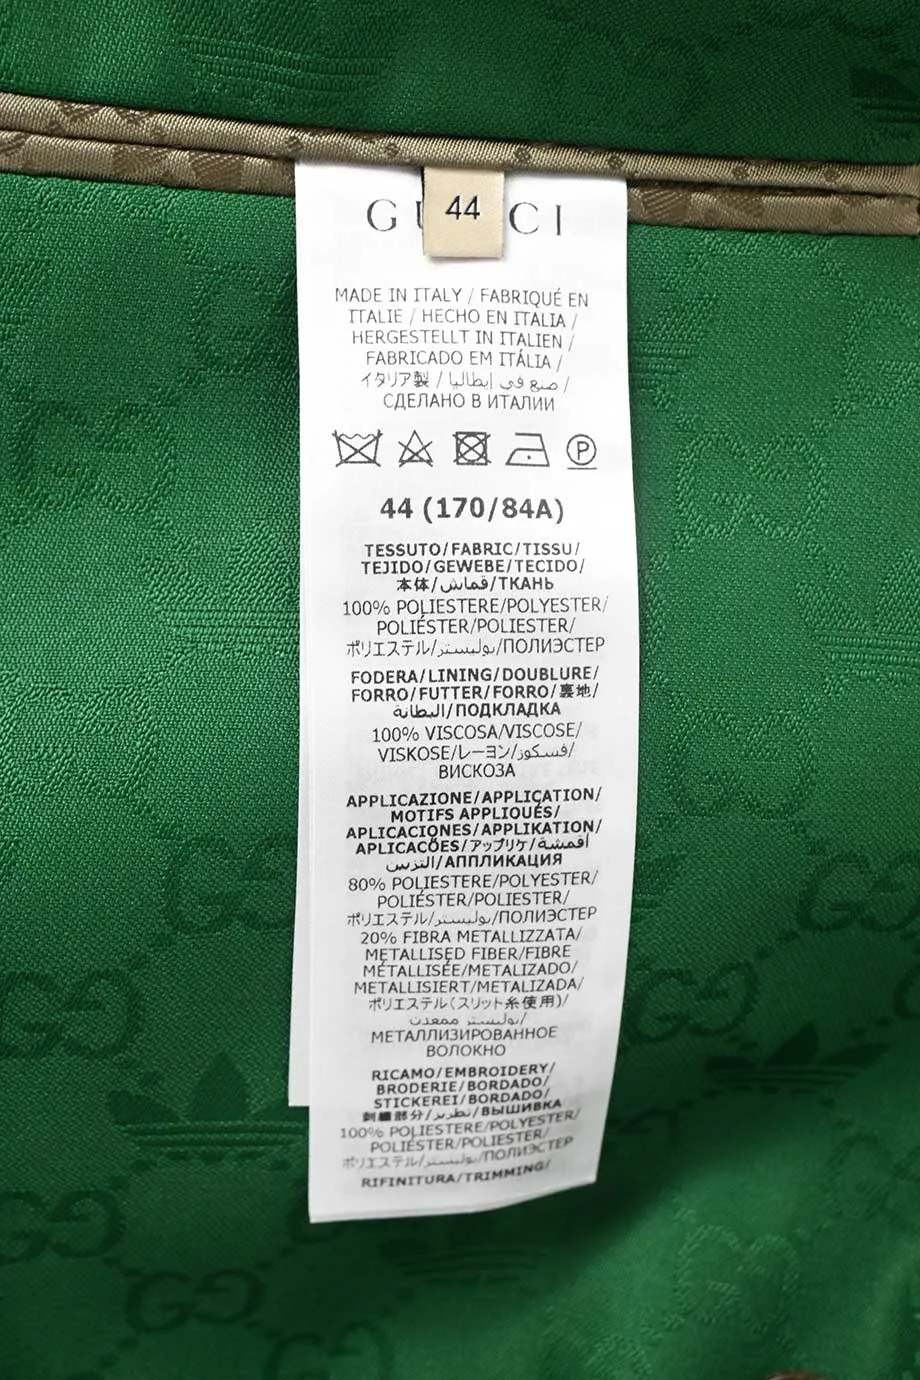 GUCCI
44
MADE IN ITALY / FABRIQUÉ EN
ITALIE / HECHO EN ITALIA /
HERGESTELLT IN ITALIEN /
FABRICADO EM ITÁLIA /
イタリア製 / صنع في إيطاليا /
СДЕЛАНО В ИТАЛИИ
P
44 (170/84A)
TESSUTO/FABRIC/TISSU/
TEJIDO/GEWEBE/TECIDO/
本体/قماش/ТКАНЬ
100% POLIESTERE/POLYESTER/
POLIÉSTER/POLIESTER/
ポリエステル/بوليستر/ПОЛИЭСТЕР
FODERA/LINING/DOUBLURE/
FORRO/FUTTER/FORRO/裏地/
البطانة/ПОДКЛАДКА
100% VISCOSA/VISCOSE/
VISKOSE/レーヨン/فسكوز/
ВИСКОЗА
APPLICAZIONE/APPLICATION/
MOTIFS APPLIQUÉS/
APLICACIONES/APPLIKATION/
APLICACÕES/アップリケ/أقمشة
التزيين/АППЛИКАЦИЯ
80% POLIESTERE/POLYESTER/
POLIÉSTER/POLIESTER/
ポリエステル/بوليستر/ПОЛИЭСТЕР
20% FIBRA METALLIZZATA/
METALLISED FIBER/FIBRE
MÉTALLISÉE/METALIZADO/
METALLISIERT/METALIZADA/
ポリエステル(スリット糸使用)/
بوليستر ممعدن/
МЕТАЛЛИЗИРОВАННОЕ
ВОЛОКНО
RICAMO/EMBROIDERY/
BRODERIE/BORDADO/
STICKEREI/BORDADO/
刺繍部分/تطريز/ВЫШИВКА
100% POLIESTERE/POLYESTER/
POLIÉSTER/POLIESTER/
ポリエステル/بوليستر/ПОЛИЭСТЕР
RIFINITURA/TRIMMING/